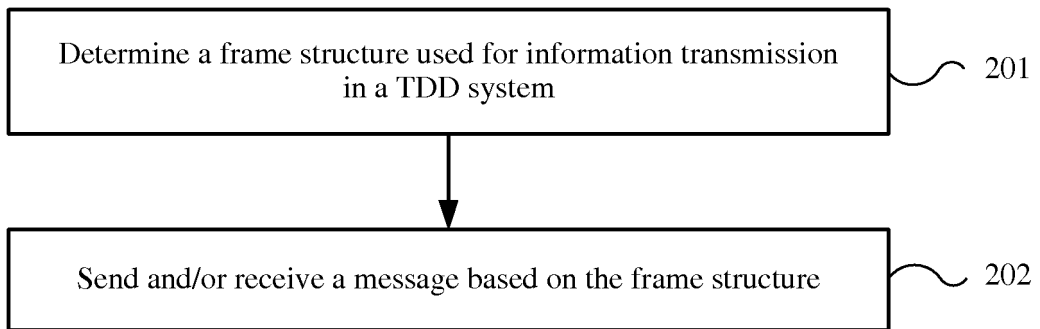 Determine a frame structure used for information transmission
in a TDD system
201
Send and/or receive a message based on the frame structure
202